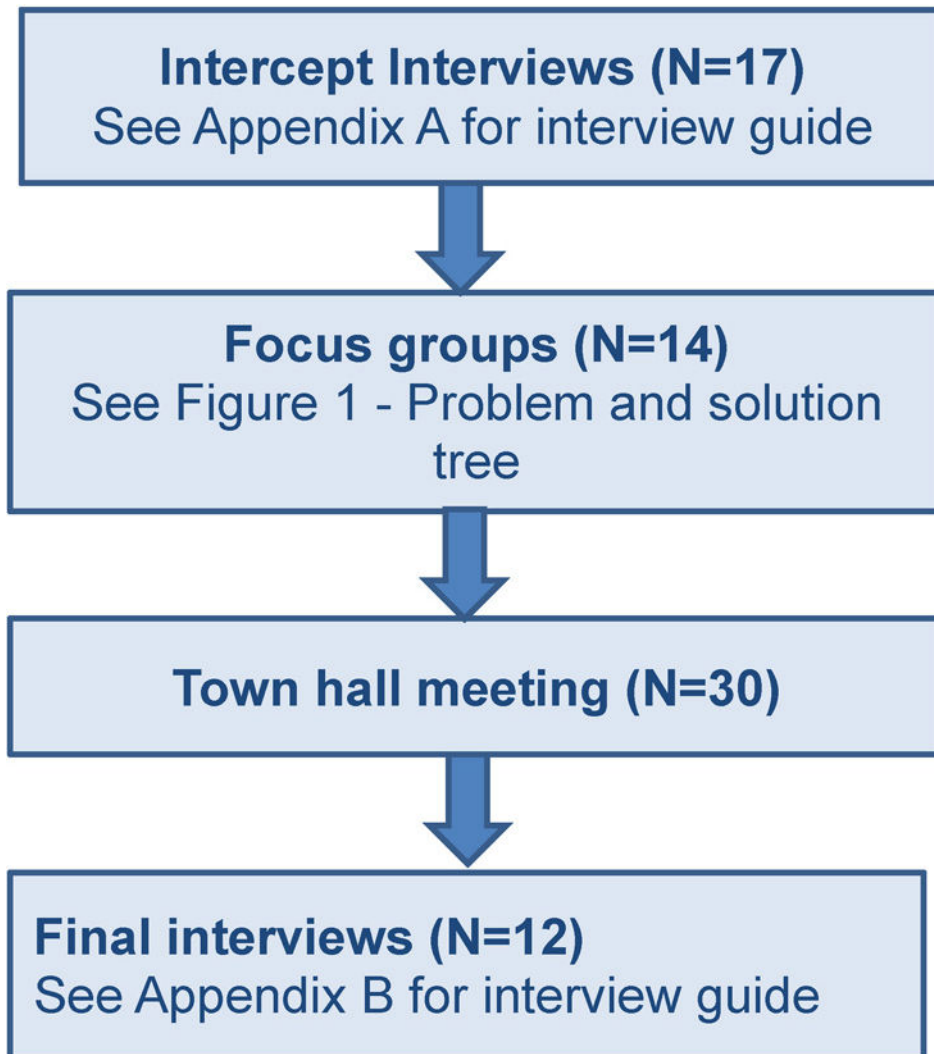 Intercept Interviews (N=17)
See Appendix A for interview guide
Focus groups (N=14)
See Figure 1 - Problem and solution
tree
Town hall meeting (N=30)
Final interviews (N=12)
See Appendix B for interview guide